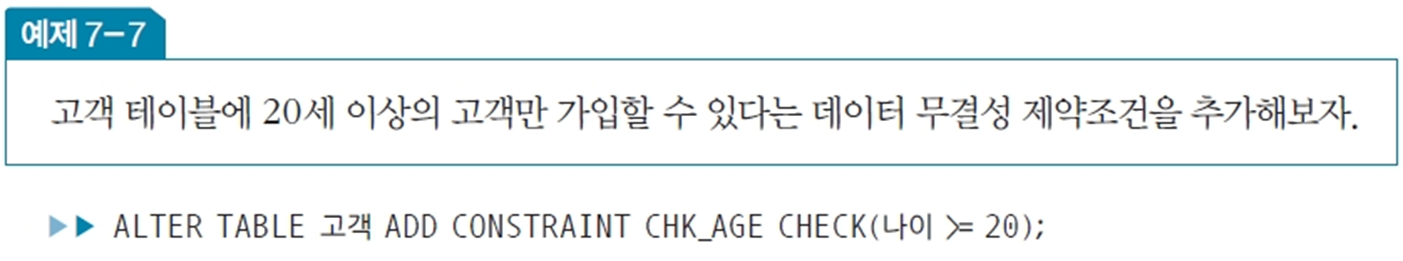 예제 7-7
고객 테이블에 20세 이상의 고객만 가입할 수 있다는 데이터 무결성 제약조건을 추가해보자.
▶▶ ALTER TABLE 고객 ADD CONSTRAINT CHK_AGE CHECK(나이 >= 20);